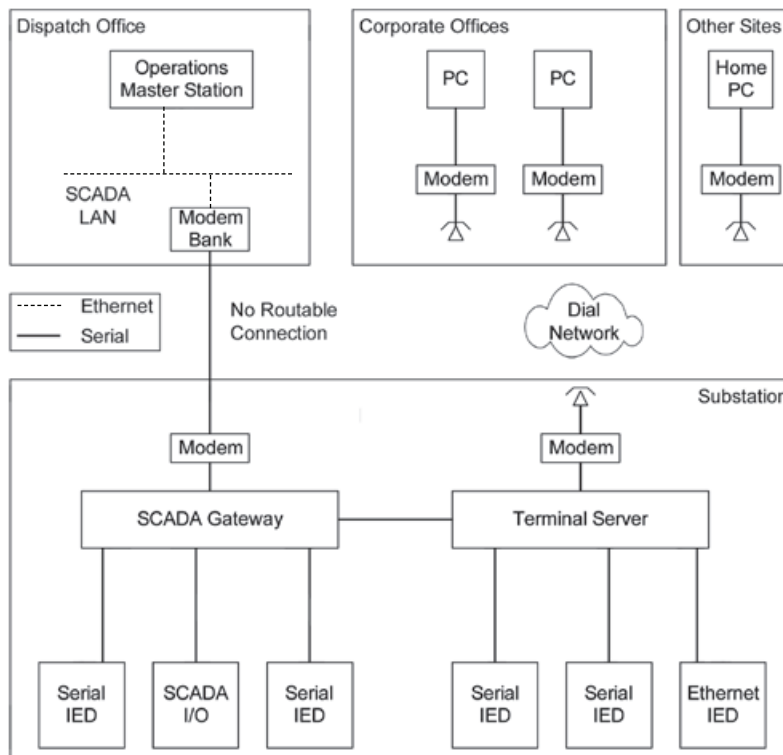 Dispatch Office
Operations
Master Station
SCADA
LAN
Modem
Bank
Corporate Offices
PC
PC
Modem
Modem
Other Sites
Home
PC
Modem
Ethernet
Serial
No Routable
Connection
Dial
Network
Substation
Modem
Modem
SCADA Gateway
Terminal Server
Serial
IED
SCADA
I/O
Serial
IED
Serial
IED
Serial
IED
Ethernet
IED